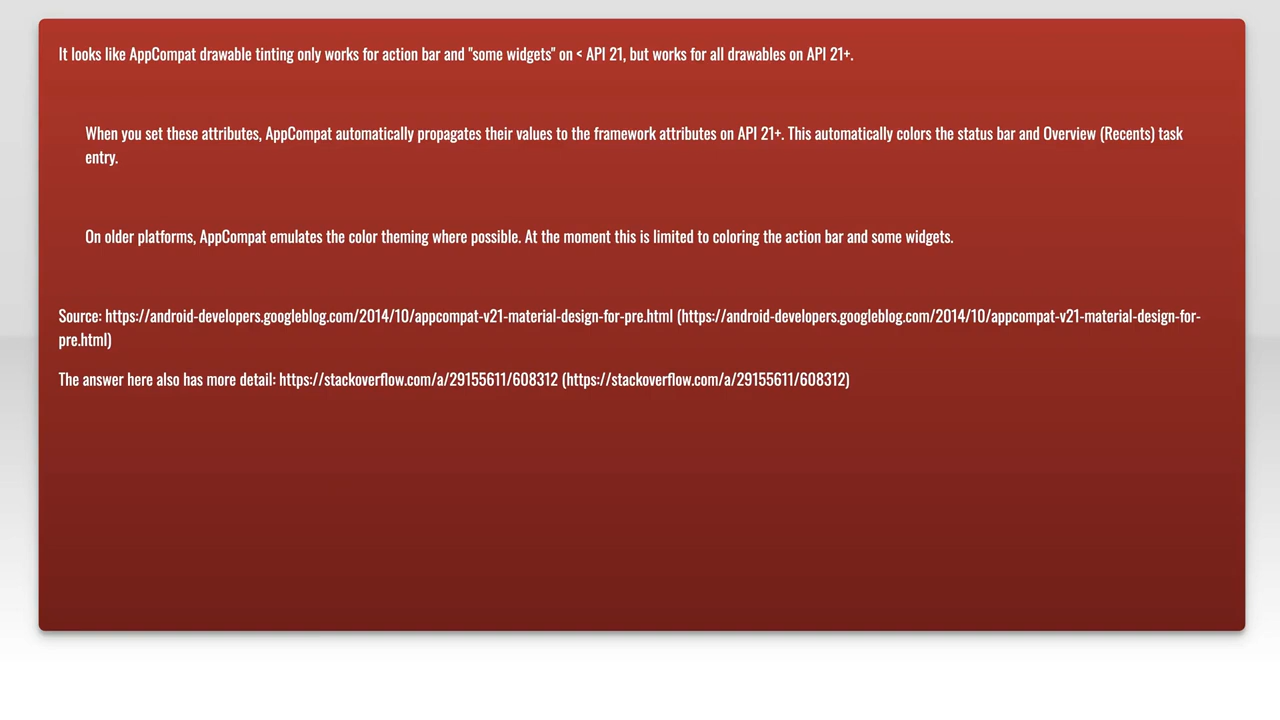 It looks like AppCompat drawable tinting only works for action bar and "some widgets" on < API 21, but works for all drawables on API 21+.
When you set these attributes, AppCompat automatically propagates their values to the framework attributes on API 21+. This automatically colors the status bar and Overview (Recents) task
entry.
On older platforms, AppCompat emulates the color theming where possible. At the moment this is limited to coloring the action bar and some widgets.
Source: https://android-developers.googleblog.com/2014/10/appcompat-v21-material-design-for-pre.html (https://android-developers.googleblog.com/2014/10/appcompat-v21-material-design-for-
pre.html)
The answer here also has more detail: https://stackoverflow.com/a/29155611/608312 (https://stackoverflow.com/a/29155611/608312)